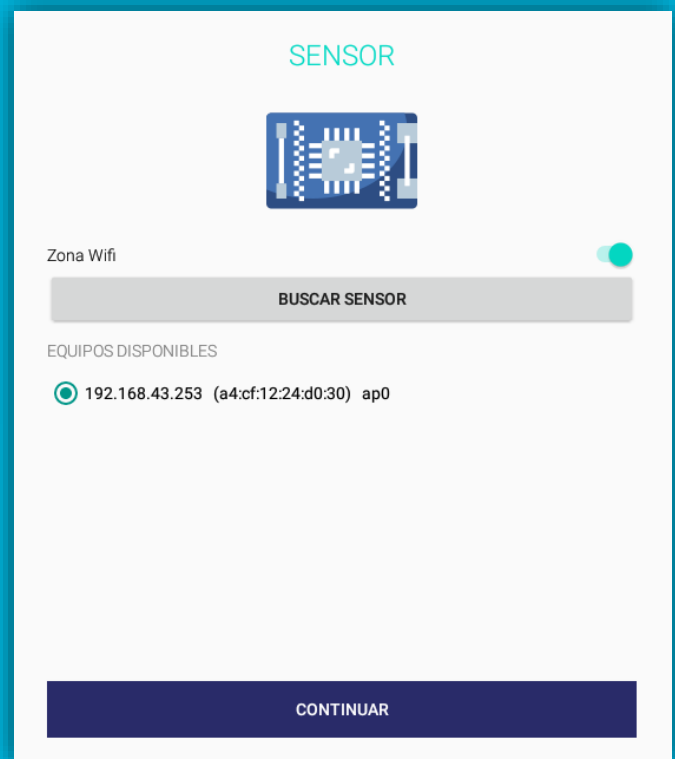 SENSOR
Zona Wifi
BUSCAR SENSOR
EQUIPOS DISPONIBLES
192.168.43.253 (a4:cf:12:24:d0:30) ap0
CONTINUAR